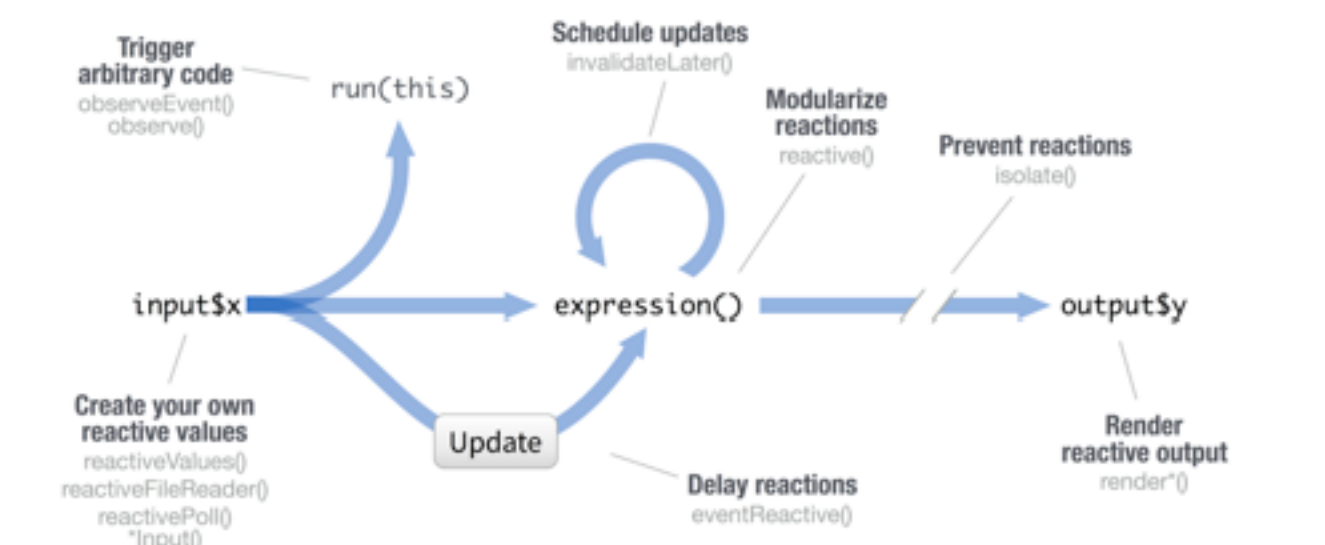 Trigger
arbitrary code
observeEvent()
observe()
run(this)
Schedule updates
invalidateLater()
Modularize
reactions
reactive()
Prevent reactions
isolate()
input$x
expression()
output$y
Create your own
reactive values
reactiveValues()
reactiveFileReader()
reactivePoll()
*Input()
Update
Delay reactions
eventReactive()
Render
reactive output
render*()